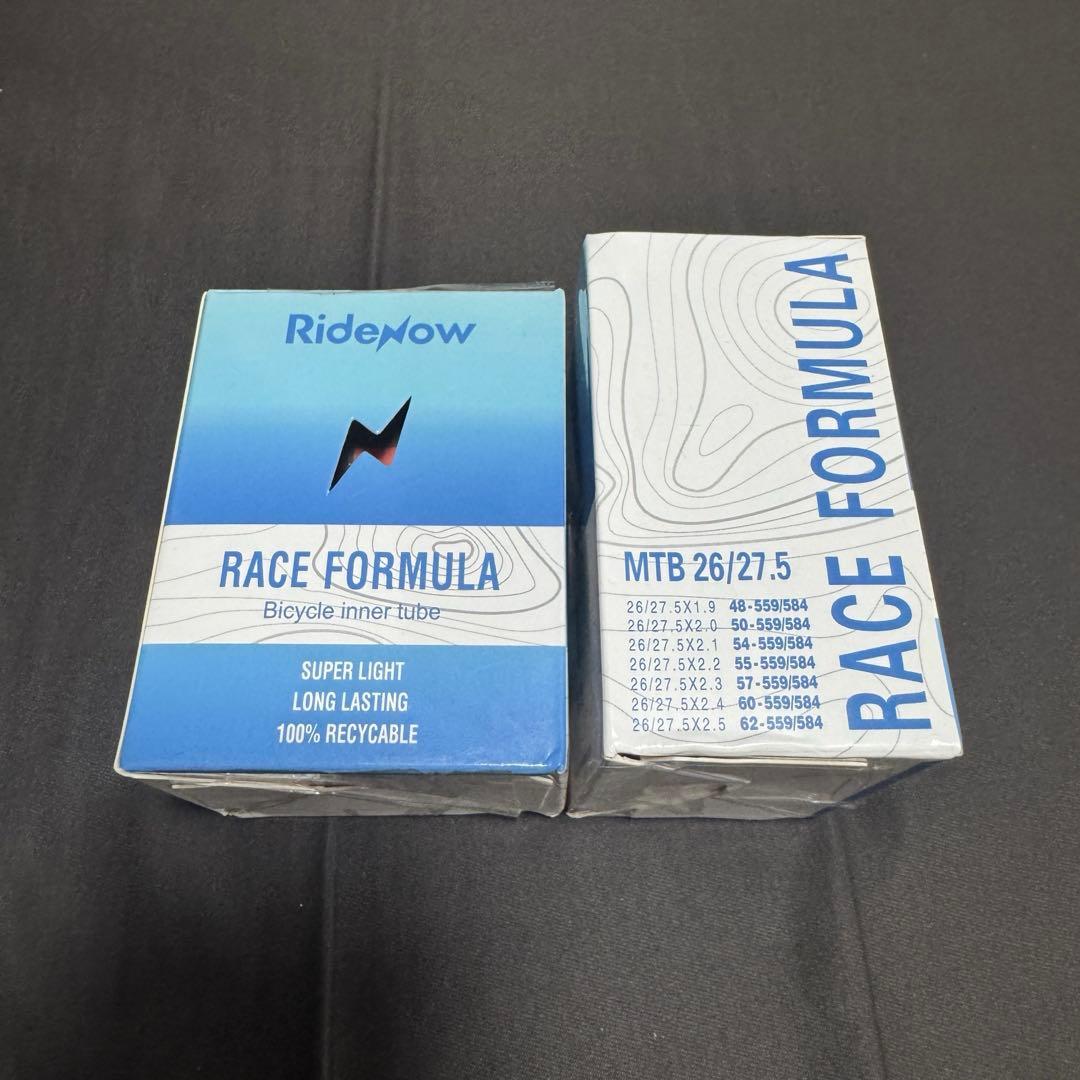 RideNow
RACE FORMULA
Bicycle inner tube
SUPER LIGHT
LONG LASTING
100% RECYCABLE
RACE FORMULA
MTB 26/27.5
26/27.5X1.9 48-559/584
26/27.5X2.0 50-559/584
26/27.5X2.1 54-559/584
26/27.5X2.2 55-559/584
26/27.5X2.3 57-559/584
26/27.5X2.4 60-559/584
26/27.5X2.5 62-559/584